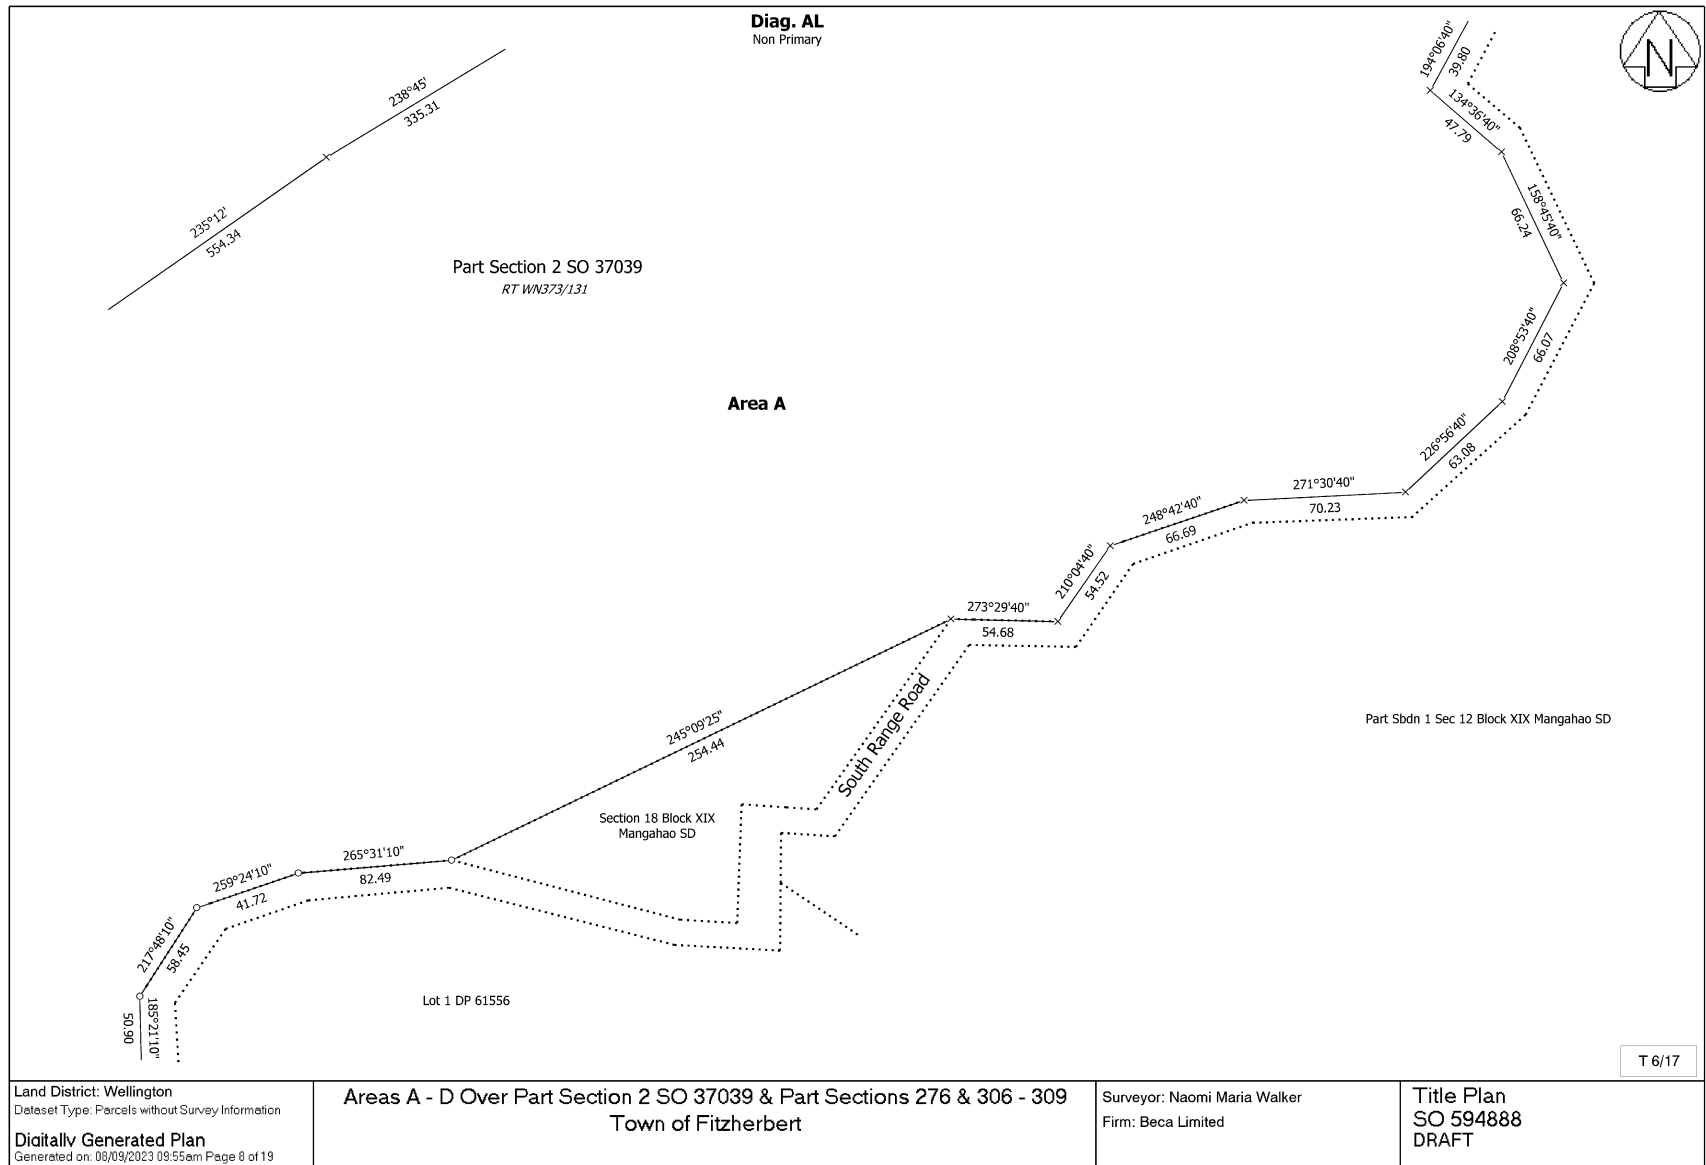 Diag. AL
Non Primary
N
194°06'40"
39.80
134°36'40"
47.79
238°45'
335.31
235°12'
554.34
158°45'40"
66.24
Part Section 2 SO 37039
RT WN373/131
208°53'40"
66.07
Area A
226°56'40"
63.08
271°30'40"
70.23
248°42'40"
66.69
210°04'40"
54.52
273°29'40"
54.68
South Range Road
Part Sbdn 1 Sec 12 Block XIX Mangahao SD
245°09'25"
254.44
Section 18 Block XIX
Mangahao SD
265°31'10"
82.49
259°24'10"
41.72
217°48'10"
58.45
Lot 1 DP 61556
185°21'10"
50.90
T 6/17
Land District: Wellington
Dataset Type: Parcels without Survey Information
Digitally Generated Plan
Generated on: 08/09/2023 09:55am Page 8 of 19
Areas A - D Over Part Section 2 SO 37039 & Part Sections 276 & 306 - 309
Town of Fitzherbert
Surveyor: Naomi Maria Walker
Firm: Beca Limited
Title Plan
SO 594888
DRAFT